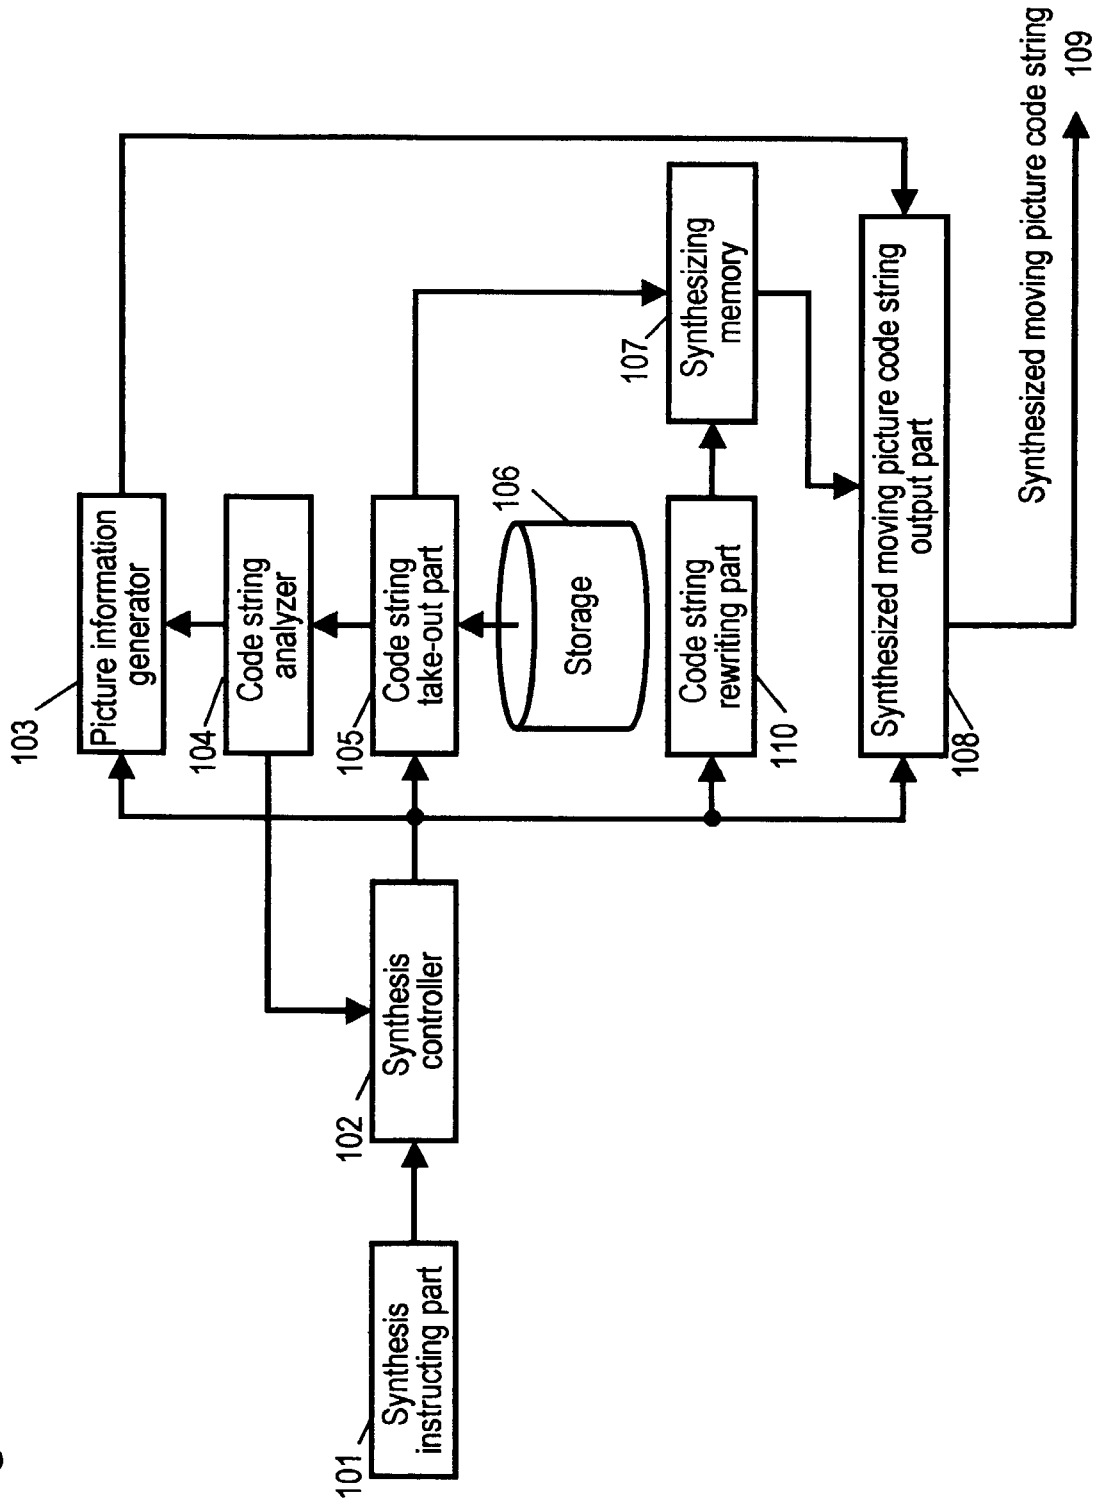 101
Synthesis
instructing part
102
Synthesis
controller
103
Picture information
generator
104
Code string
analyzer
105
Code string
take-out part
106
Storage
110
Code string
rewriting part
107
Synthesizing
memory
108
Synthesized moving picture code string
output part
Synthesized moving picture code string
109